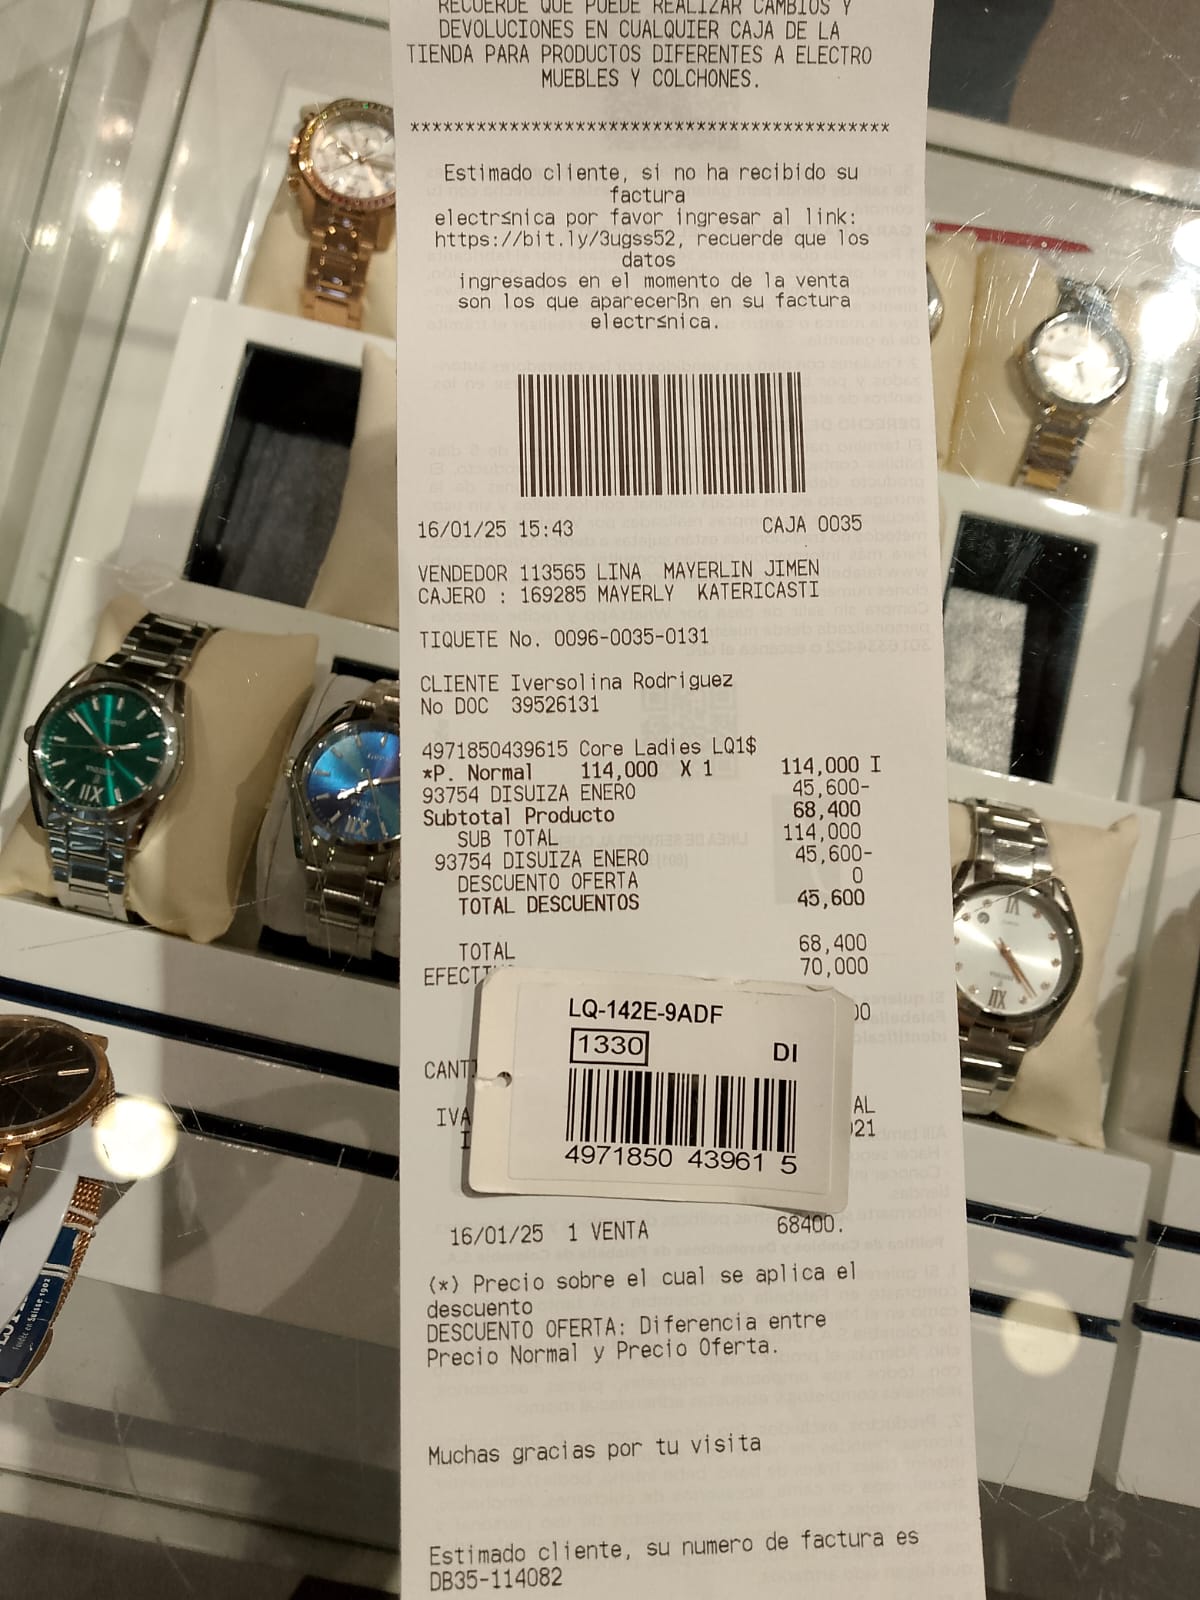 RECUERDE QUE PUEDE REALIZAR CAMBIOS Y
DEVOLUCIONES EN CUALQUIER CAJA DE LA
TIENDA PARA PRODUCTOS DIFERENTES A ELECTRO
MUEBLES Y COLCHONES.
*******************************************
Estimado cliente, si no ha recibido su
factura
electr≤nica por favor ingresar al link:
https://bit.ly/3ugss52, recuerde que los
datos
ingresados en el momento de la venta
son los que aparecerßn en su factura
electr≤nica.
16/01/25 15:43 CAJA 0035
VENDEDOR 113565 LINA MAYERLIN JIMEN
CAJERO : 169285 MAYERLY KATERICASTI
TIQUETE No. 0096-0035-0131
CLIENTE Iversolina Rodriguez
No DOC 39526131
4971850439615 Core Ladies LQ1$
*P. Normal 114,000 X 1 114,000 I
93754 DISUIZA ENERO 45,600-
Subtotal Producto 68,400
SUB TOTAL 114,000
93754 DISUIZA ENERO 45,600-
DESCUENTO OFERTA 0
TOTAL DESCUENTOS 45,600
TOTAL 68,400
EFECTIV 70,000
00
LQ-142E-9ADF
1330 DI
4971850 43961 5
CANT
IVA AL
I 021
16/01/25 1 VENTA 68400.
(*) Precio sobre el cual se aplica el
descuento
DESCUENTO OFERTA: Diferencia entre
Precio Normal y Precio Oferta.
Muchas gracias por tu visita
Estimado cliente, su numero de factura es
DB35-114082